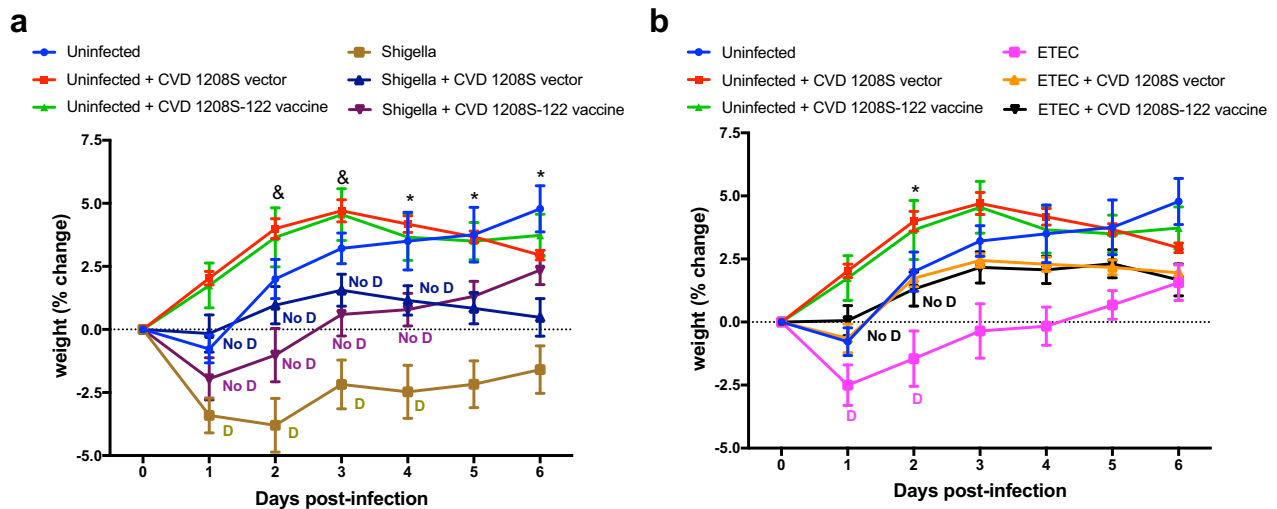 a
Uninfected
Uninfected + CVD 1208S vector
Uninfected + CVD 1208S-122 vaccine
Shigella
Shigella + CVD 1208S vector
Shigella + CVD 1208S-122 vaccine
weight (% change)
7.5
5.0
2.5
0.0
-2.5
-5.0
& & * * *
No D No D
No D No D
No D No D
No D No D
D D D D
0 1 2 3 4 5 6
Days post-infection
b
Uninfected
Uninfected + CVD 1208S vector
Uninfected + CVD 1208S-122 vaccine
ETEC
ETEC + CVD 1208S vector
ETEC + CVD 1208S-122 vaccine
weight (% change)
7.5
5.0
2.5
0.0
-2.5
-5.0
*
No D
No D
D D
0 1 2 3 4 5 6
Days post-infection